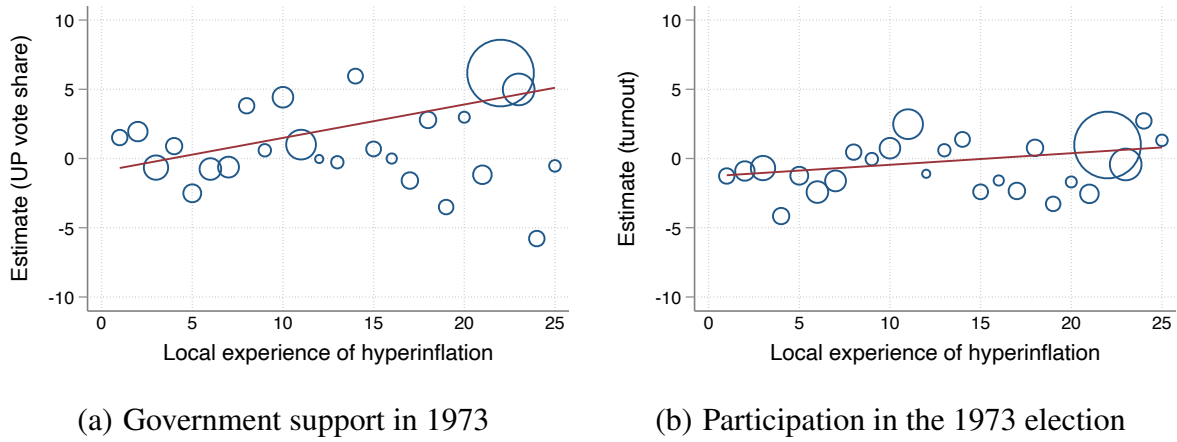 10
5
0
-5
-10
Estimate (UP vote share)
0 5 10 15 20 25
Local experience of hyperinflation
(a) Government support in 1973
10
5
0
-5
-10
Estimate (turnout)
0 5 10 15 20 25
Local experience of hyperinflation
(b) Participation in the 1973 election